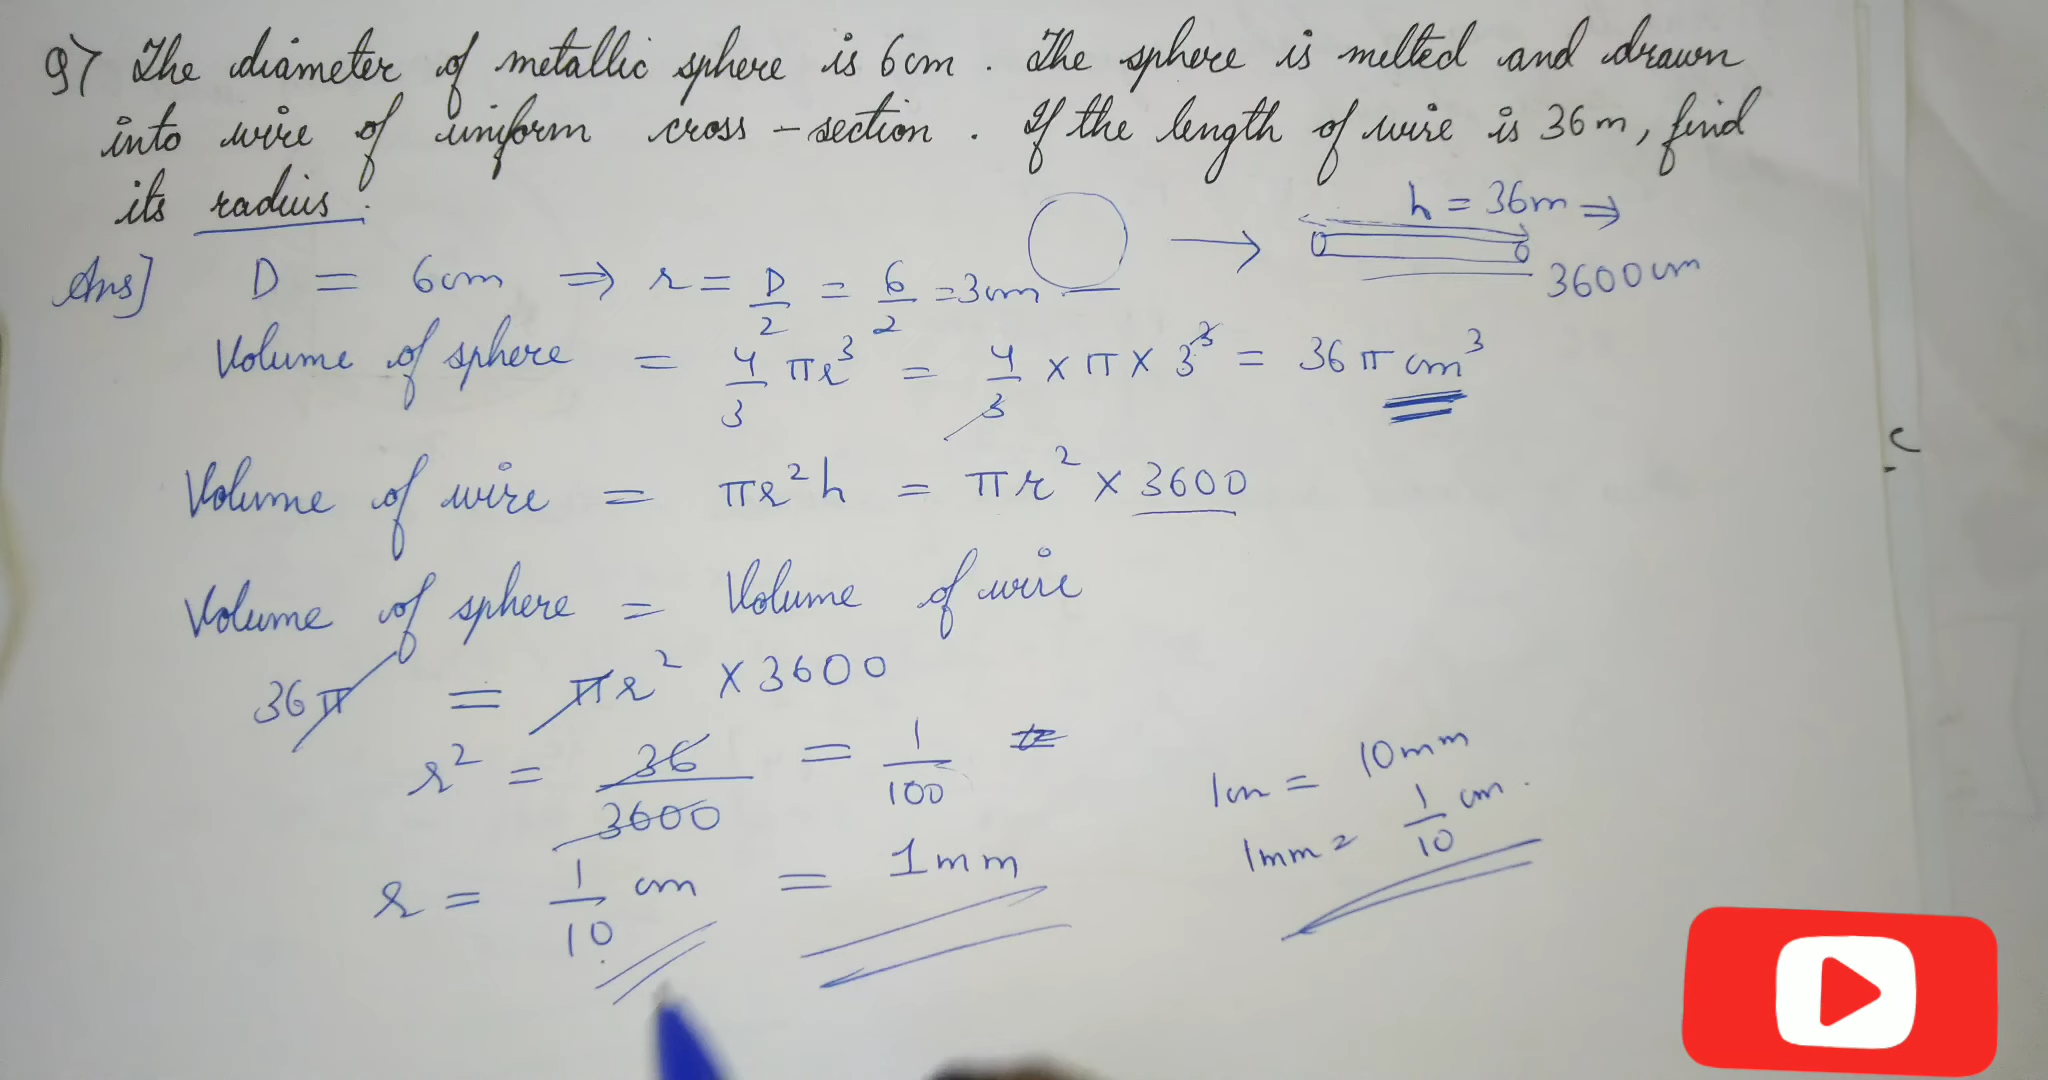 Q> The diameter of metallic sphere is 6cm. The sphere is melted and drawn
into wire of uniform cross-section. If the length of wire is 36m, find
its radius.
h = 36m ⇒
3600cm
Ans] D = 6cm ⇒ r = D/2 = 6/2 = 3cm
Volume of sphere = 4/3 πr³ = 4/3 × π × 3³ = 36π cm³
Volume of wire = πr²h = πr² × 3600
Volume of sphere = Volume of wire
36π = πr² × 3600
r² = 36/3600 = 1/100
r = 1/10 cm = 1mm
1cm = 10mm
1mm = 1/10 cm.